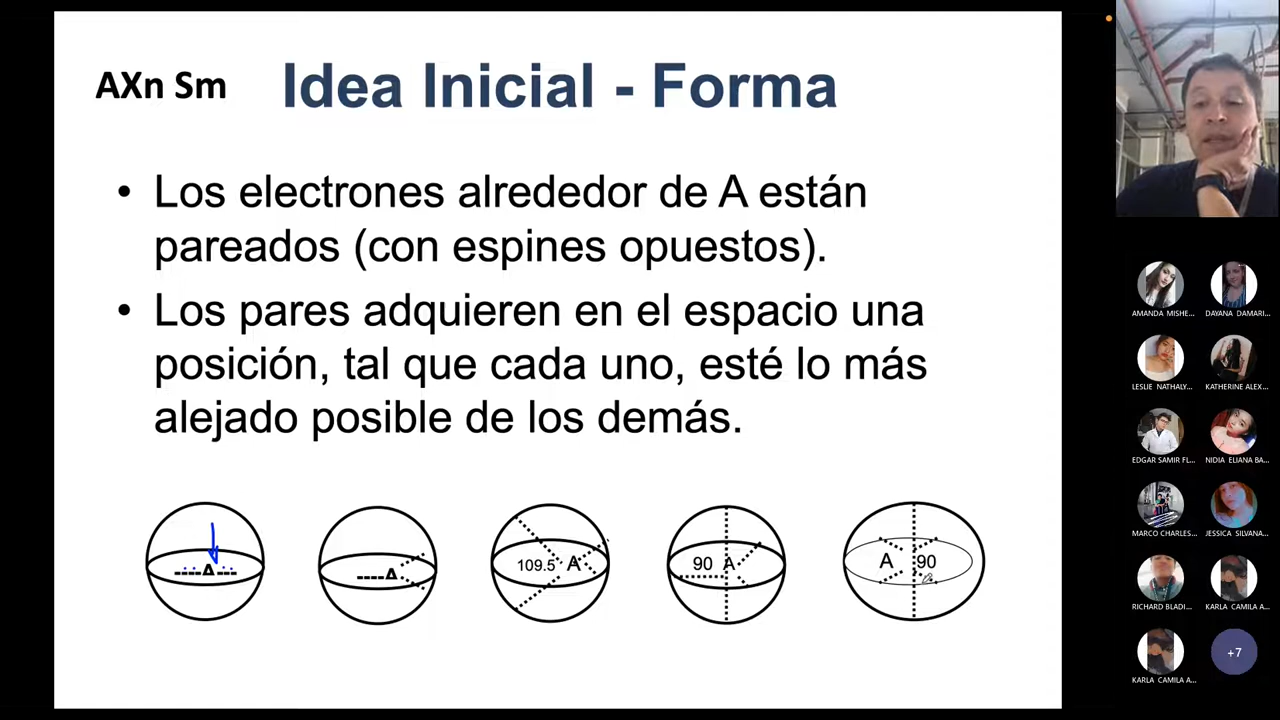 AXn Sm
Idea Inicial - Forma
• Los electrones alrededor de A están
pareados (con espines opuestos).
• Los pares adquieren en el espacio una
posición, tal que cada uno, esté lo más
alejado posible de los demás.
A
A
109.5 A
90 A
A 90
AMANDA MISHE...
DAYANA DAMARI...
LESLIE NATHALY...
KATHERINE ALEX...
EDGAR SAMIR FL...
NIDIA ELIANA BA...
MARCO CHARLES...
JESSICA SILVANA...
RICHARD BLADI...
KARLA CAMILA A...
KARLA CAMILA A...
+7